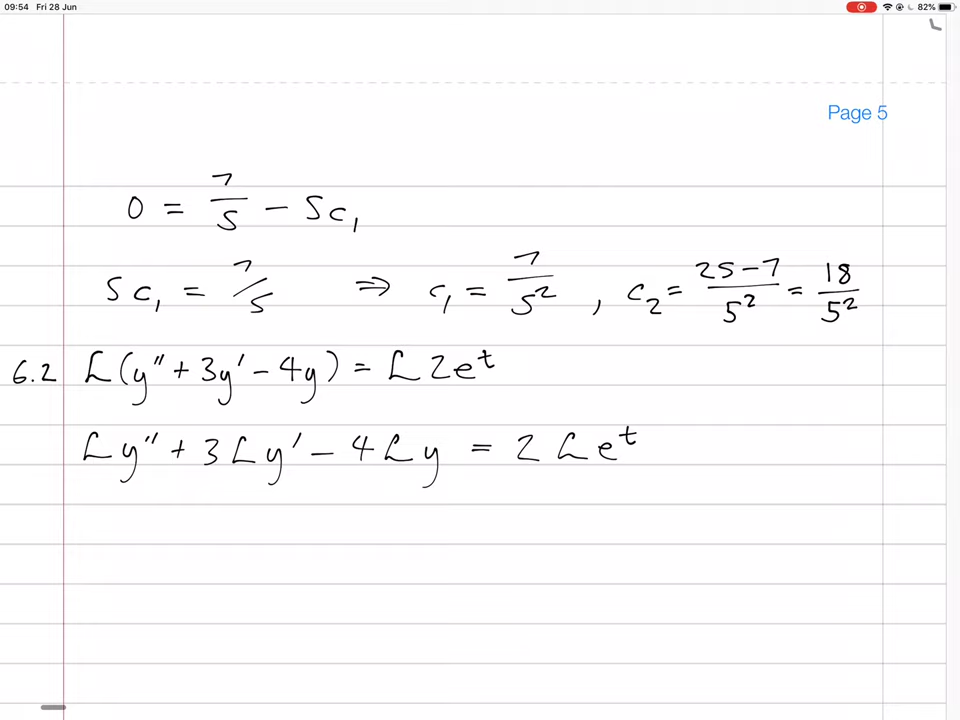 09:54 Fri 28 Jun 82%
Page 5
0 = 7/5 − 5c₁
5c₁ = 7/5 ⇒ c₁ = 7/5² , c₂ = (25−7)/5² = 18/5²
6.2 ℒ(y″ + 3y′ − 4y) = ℒ 2eᵗ
ℒy″ + 3ℒy′ − 4ℒy = 2ℒeᵗ